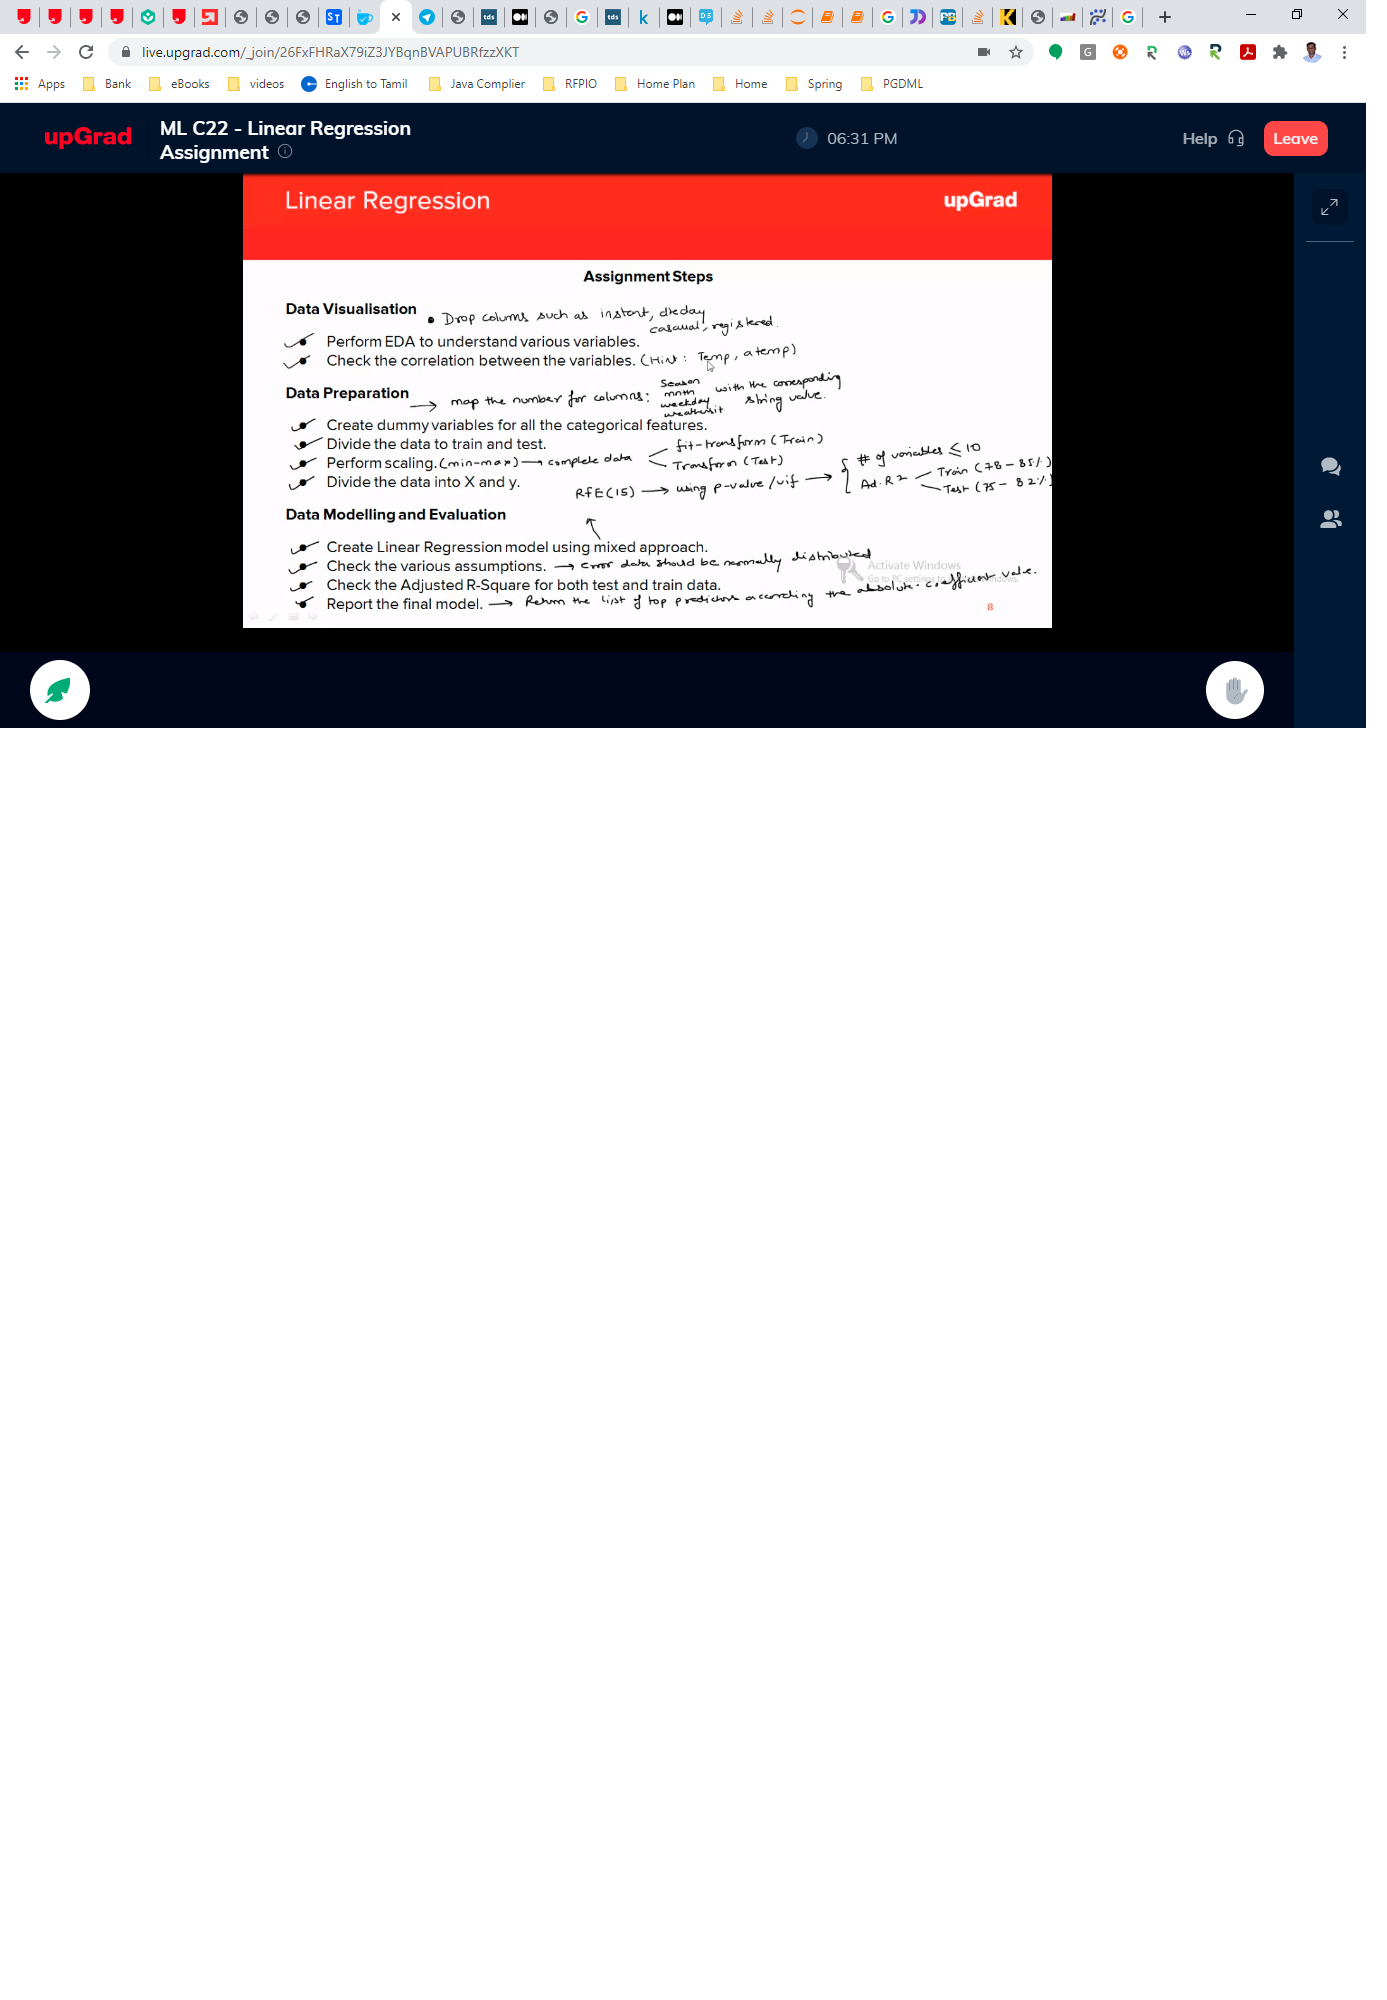 live.upgrad.com/_join/26FxFHRaX79iZ3JYBqnBVAPUBRfzzXKT
Apps Bank eBooks videos English to Tamil Java Complier RFPIO Home Plan Home Spring PGDML
upGrad
ML C22 - Linear Regression
Assignment
06:31 PM
Help
Leave
Linear Regression
upGrad
Assignment Steps
Data Visualisation • Drop colums such as instant, dteday
casual, registered.
Perform EDA to understand various variables.
Check the correlation between the variables. (Hint: Temp, atemp)
Data Preparation → map the number for columns: season
mnth
weekday
weathersit
with the corresponding
string value.
Create dummy variables for all the categorical features.
Divide the data to train and test.
Perform scaling. (min-max) → complete data
fit-transform (Train)
Transform (Test)
Divide the data into X and y.
RFE(15) → using p-value/vif → # of variables ≤ 10
Ad. R2
Train (78 - 85%)
Test (75 - 82%)
Data Modelling and Evaluation
Create Linear Regression model using mixed approach.
Check the various assumptions. → error data should be normally distributed
Activate Windows
Go to PC settings to
Check the Adjusted R-Square for both test and train data.
Report the final model. → Return the list of top predictors according the absolute coefficient value.
8